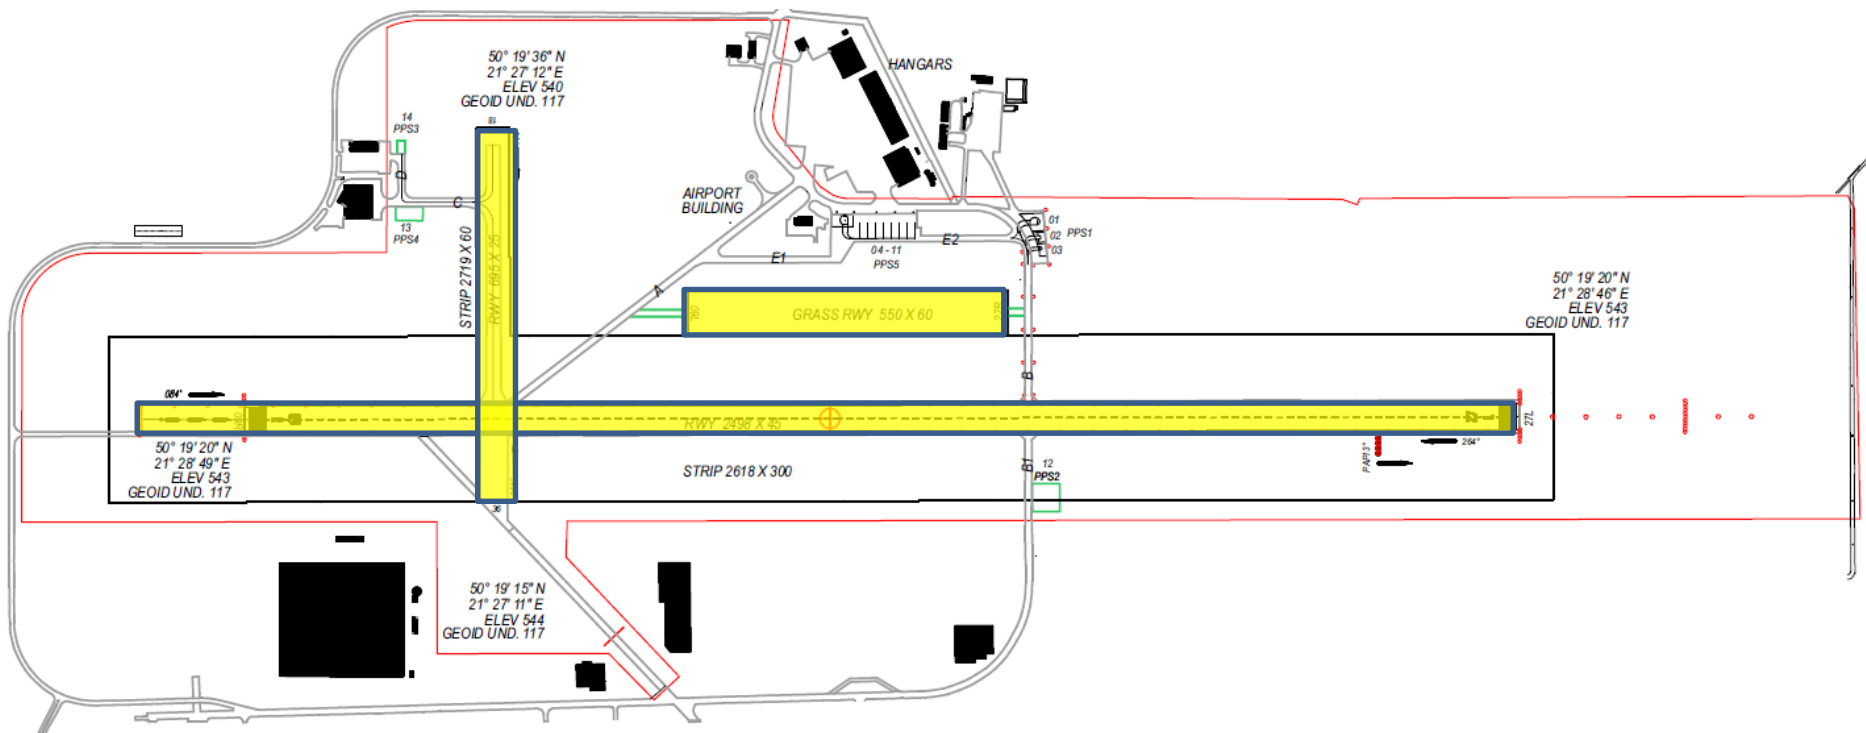 50° 19' 36" N
21° 27' 12" E
ELEV 540
GEOID UND. 117
HANGARS
14
PPS3
18
D
C
13
PPS4
AIRPORT
BUILDING
01
02
03
PPS1
E2
E1
04 - 11
PPS5
A
STRIP 2719 X 60
RWY 695 X 25
GRASS RWY 550 X 60
27R
50° 19' 20" N
21° 28' 46" E
ELEV 543
GEOID UND. 117
B
084°
RWY 2498 X 45
27
27L
264°
PAPI 3°
50° 19' 20" N
21° 28' 49" E
ELEV 543
GEOID UND. 117
STRIP 2618 X 300
B1
12
PPS2
36
50° 19' 15" N
21° 27' 11" E
ELEV 544
GEOID UND. 117